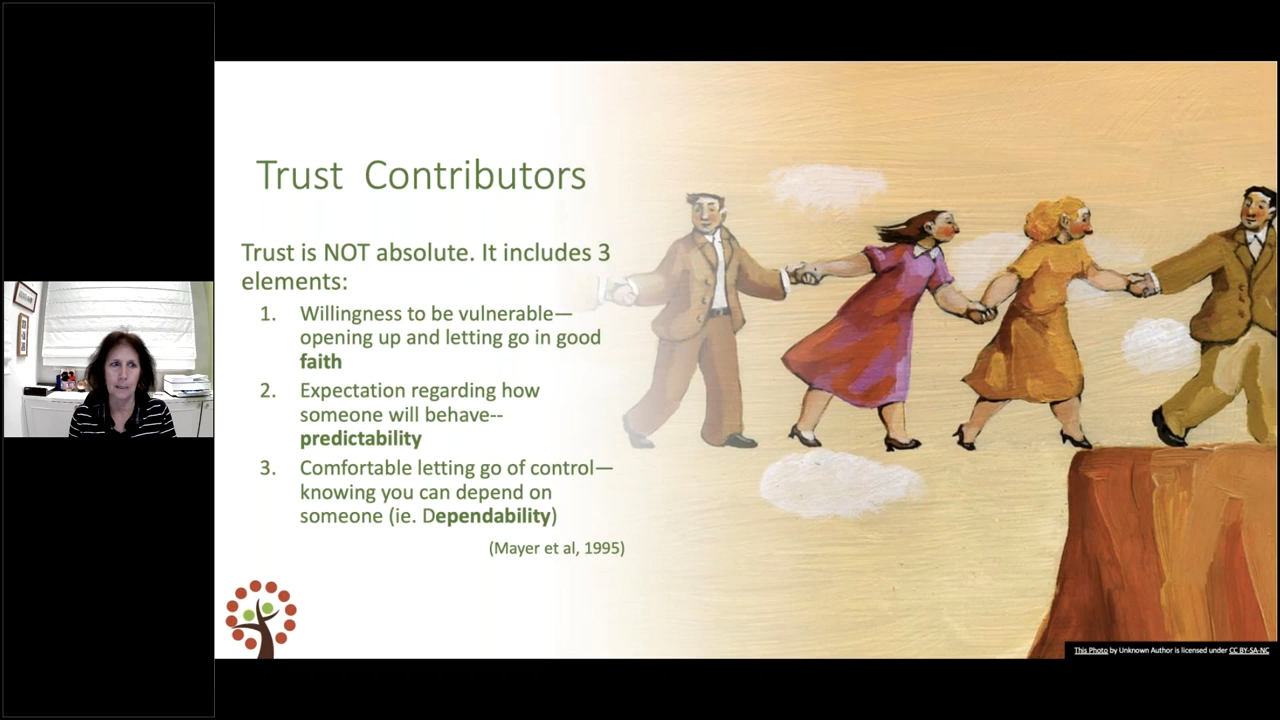 Trust Contributors
Trust is NOT absolute. It includes 3
elements:
1. Willingness to be vulnerable—
opening up and letting go in good
faith
2. Expectation regarding how
someone will behave--
predictability
3. Comfortable letting go of control—
knowing you can depend on
someone (ie. Dependability)
(Mayer et al, 1995)
This Photo by Unknown Author is licensed under CC BY-SA-NC